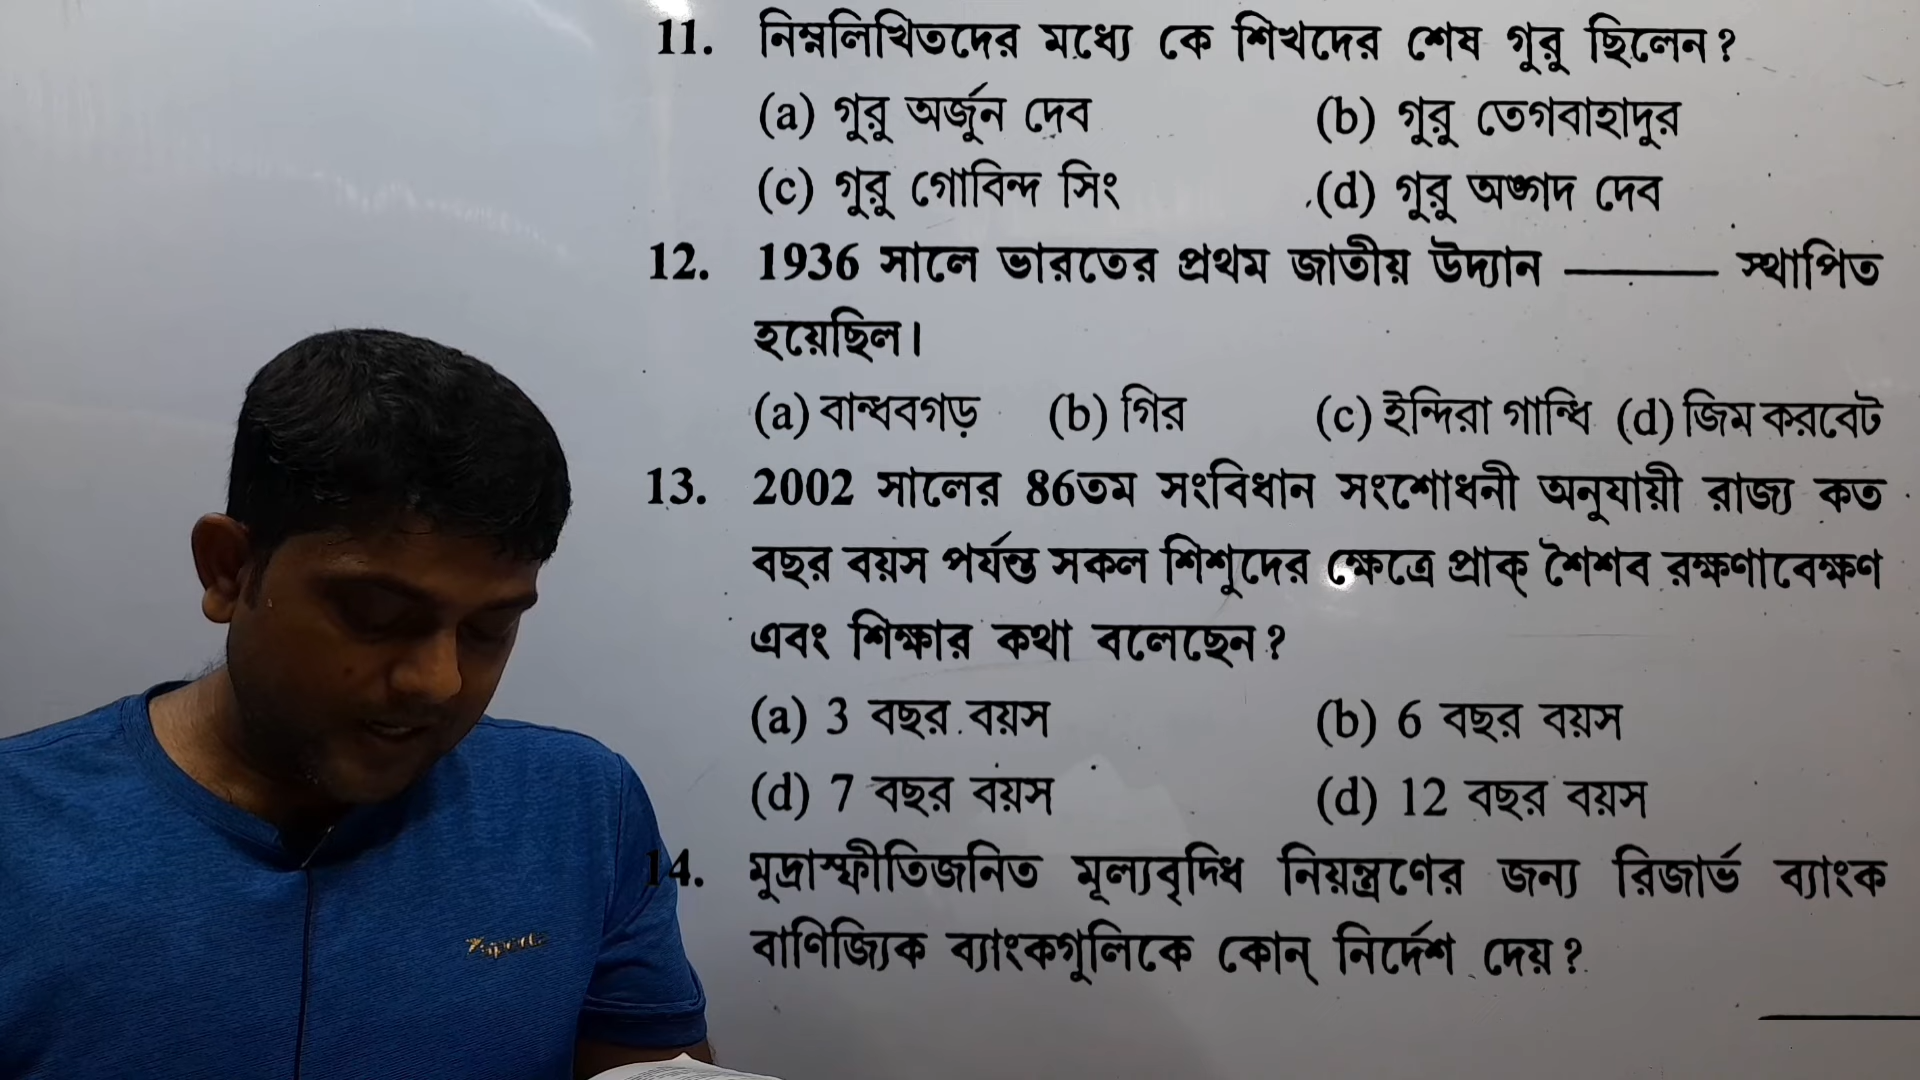 11. নিম্নলিখিতদের মধ্যে কে শিখদের শেষ গুরু ছিলেন?
(a) গুরু অর্জুন দেব (b) গুরু তেগবাহাদুর
(c) গুরু গোবিন্দ সিং (d) গুরু অঙ্গদ দেব
12. 1936 সালে ভারতের প্রথম জাতীয় উদ্যান ——— স্থাপিত
হয়েছিল।
(a) বান্ধবগড় (b) গির (c) ইন্দিরা গান্ধি (d) জিম করবেট
13. 2002 সালের 86তম সংবিধান সংশোধনী অনুযায়ী রাজ্য কত
বছর বয়স পর্যন্ত সকল শিশুদের ক্ষেত্রে প্রাক্ শৈশব রক্ষণাবেক্ষণ
এবং শিক্ষার কথা বলেছেন?
(a) 3 বছর বয়স (b) 6 বছর বয়স
(d) 7 বছর বয়স (d) 12 বছর বয়স
14. মুদ্রাস্ফীতিজনিত মূল্যবৃদ্ধি নিয়ন্ত্রণের জন্য রিজার্ভ ব্যাংক
বাণিজ্যিক ব্যাংকগুলিকে কোন্ নির্দেশ দেয়?